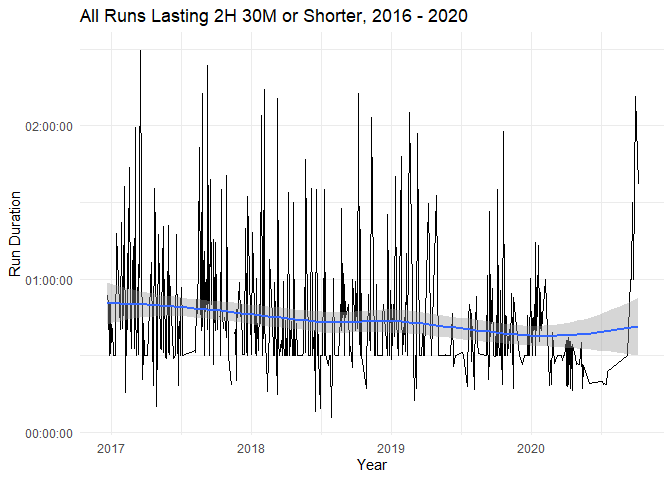 All Runs Lasting 2H 30M or Shorter, 2016 - 2020
Run Duration
02:00:00
01:00:00
00:00:00
2017 2018 2019 2020
Year